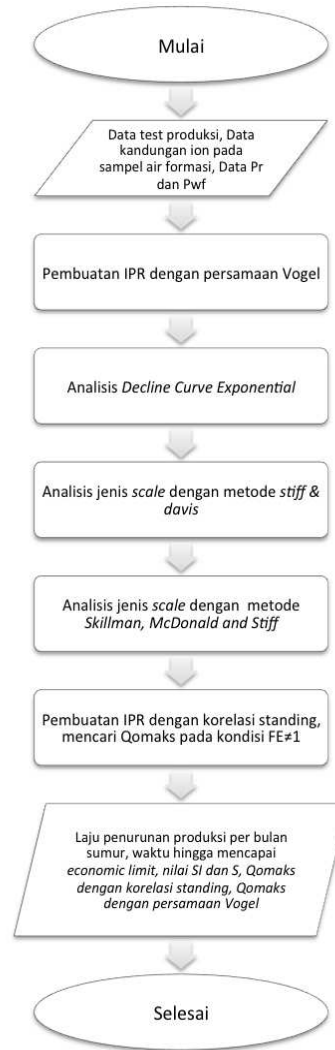 Mulai
Data test produksi, Data
kandungan ion pada
sampel air formasi, Data Pr
dan Pwf
Pembuatan IPR dengan persamaan Vogel
Analisis Decline Curve Exponential
Analisis jenis scale dengan metode stiff &
davis
Analisis jenis scale dengan metode
Skillman, McDonald and Stiff
Pembuatan IPR dengan korelasi standing,
mencari Qomaks pada kondisi FE≠1
Laju penurunan produksi per bulan
sumur, waktu hingga mencapai
economic limit, nilai SI dan S, Qomaks
dengan korelasi standing, Qomaks
dengan persamaan Vogel
Selesai